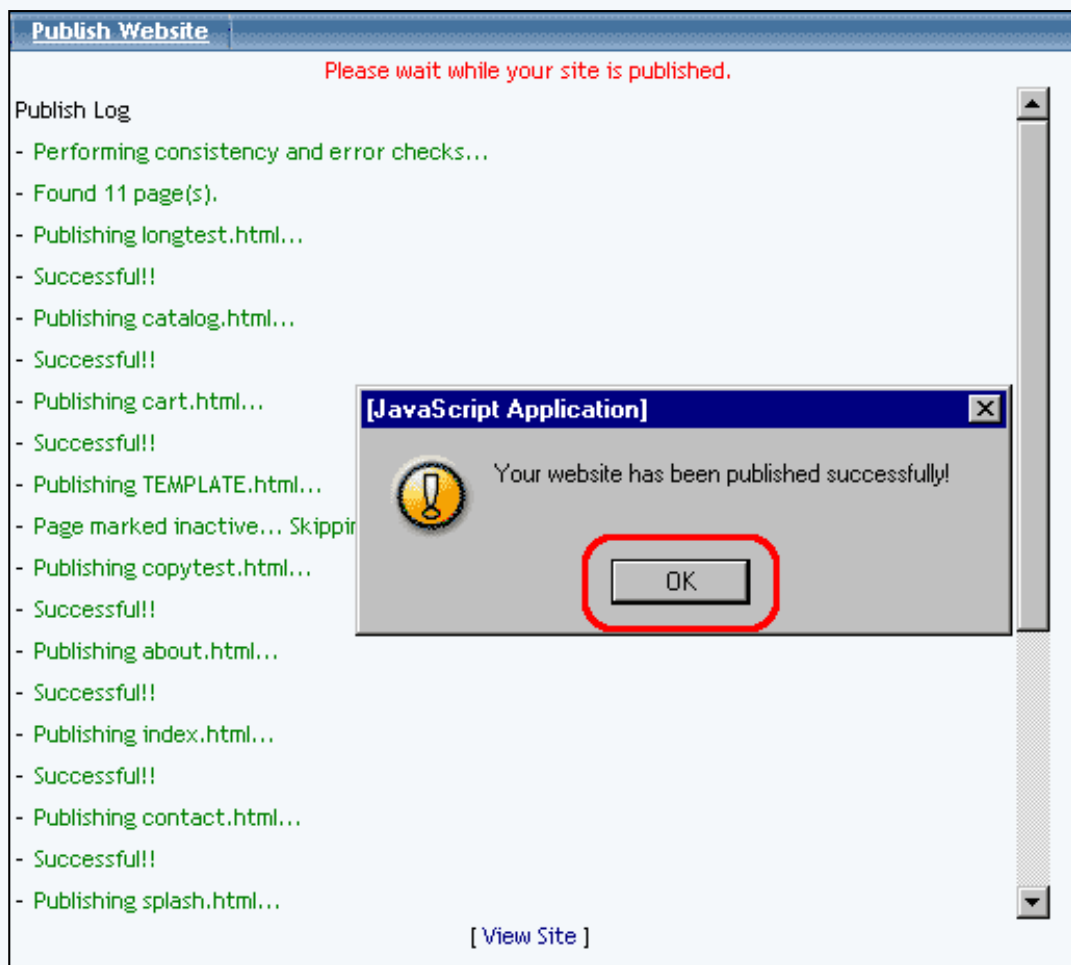 Publish Website
Please wait while your site is published.
Publish Log
- Performing consistency and error checks...
- Found 11 page(s).
- Publishing longtest.html...
- Successful!!
- Publishing catalog.html...
- Successful!!
- Publishing cart.html...
- Successful!!
- Publishing TEMPLATE.html...
- Page marked inactive... Skippin
- Publishing copytest.html...
- Successful!!
- Publishing about.html...
- Successful!!
- Publishing index.html...
- Successful!!
- Publishing contact.html...
- Successful!!
- Publishing splash.html...
[JavaScript Application]
Your website has been published successfully!
OK
[ View Site ]